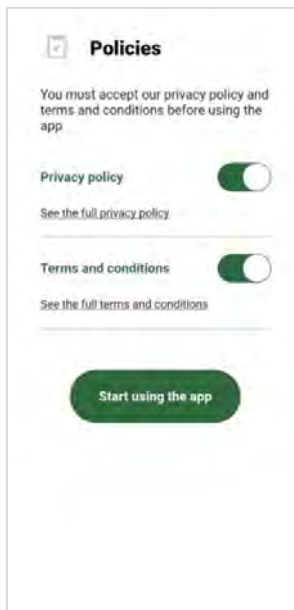 Policies
You must accept our privacy policy and
terms and conditions before using the
app
Privacy policy
See the full privacy policy
Terms and conditions
See the full terms and conditions
Start using the app